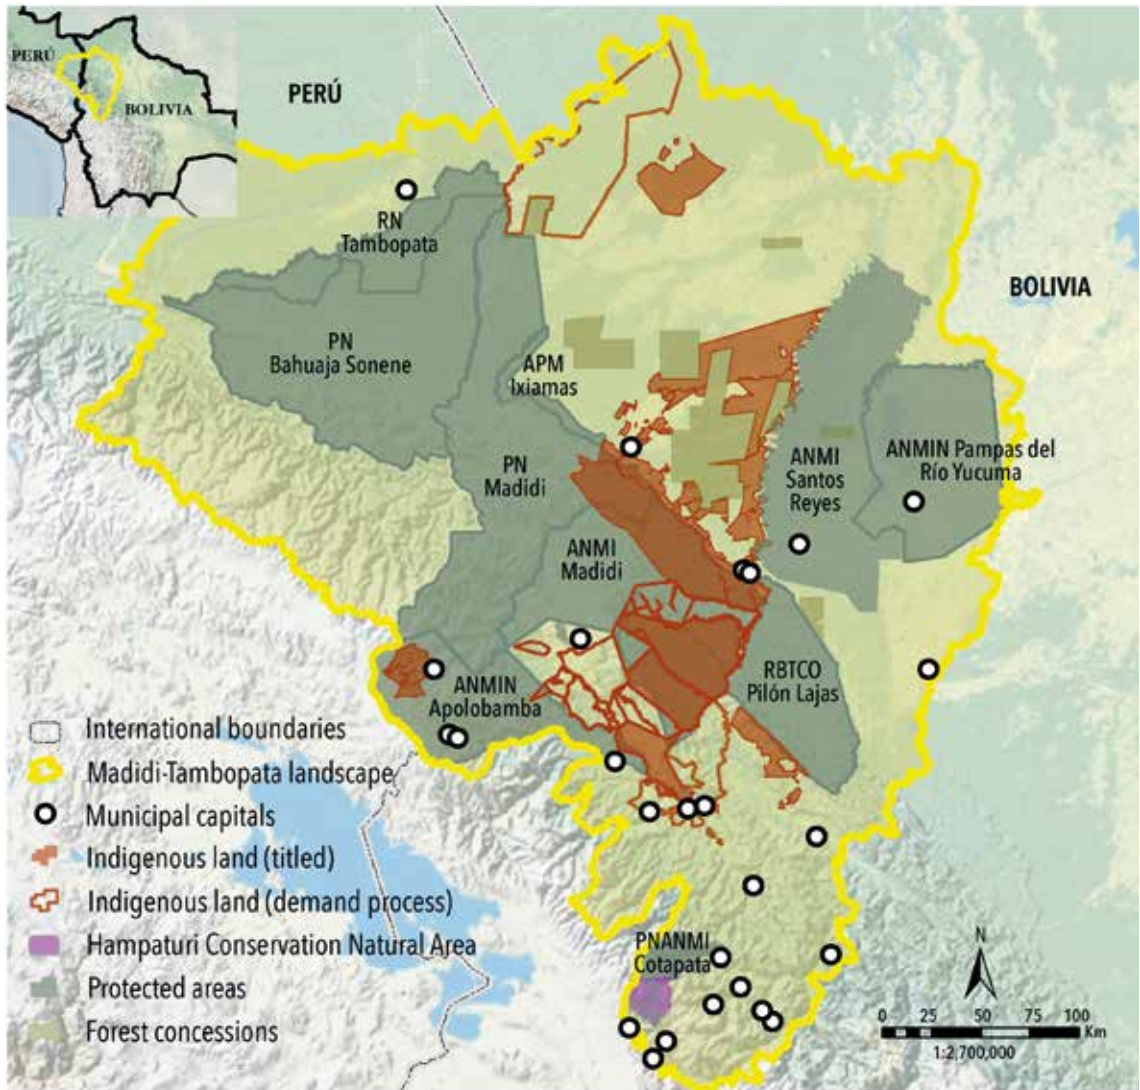 PERÚ
BOLIVIA
PERÚ
BOLIVIA
RN
Tambopata
PN
Bahuaja Sonene
APM
Ixiamas
PN
Madidi
ANMI
Santos
Reyes
ANMIN Pampas del
Río Yucuma
ANMI
Madidi
RBTCO
Pilón Lajas
ANMIN
Apolobamba
PNANMI
Cotapata
International boundaries
Madidi-Tambopata landscape
Municipal capitals
Indigenous land (titled)
Indigenous land (demand process)
Hampaturi Conservation Natural Area
Protected areas
Forest concessions
N
0 25 50 75 100
Km
1:2,700,000